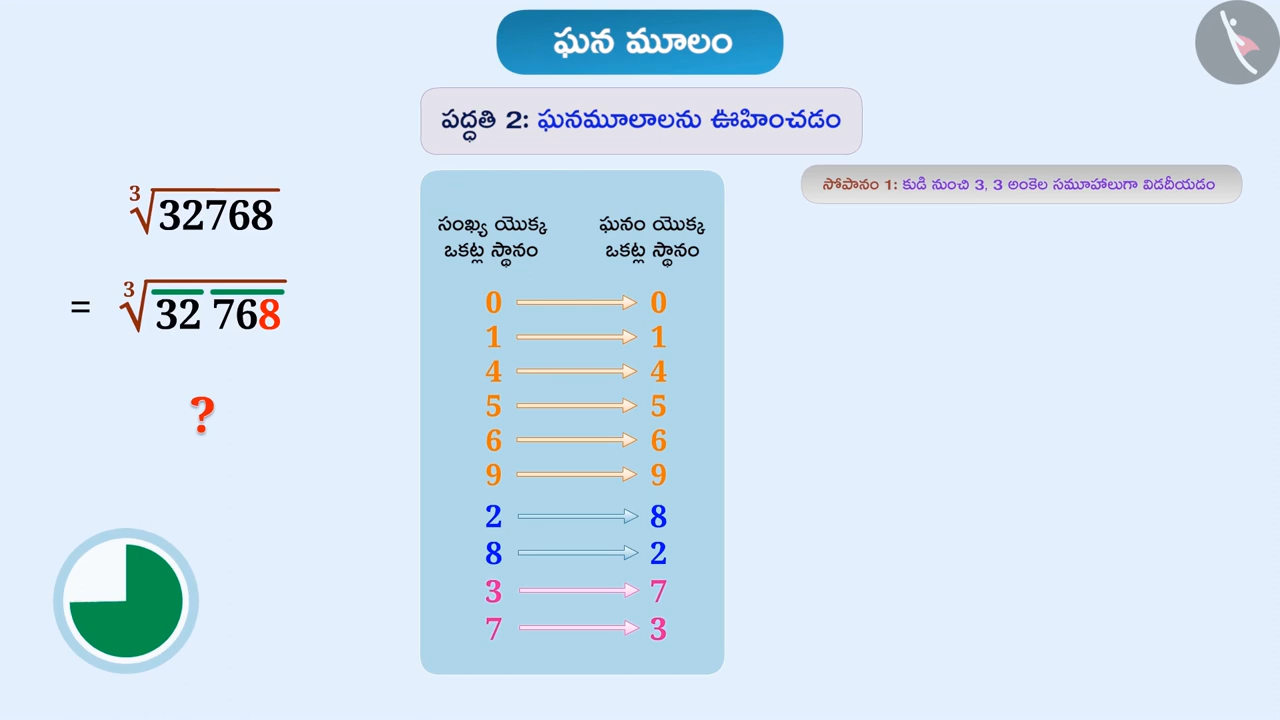 ఘన మూలం
పద్ధతి 2: ఘనమూలాలను ఊహించడం
∛32768
= ∛32 768
?
సంఖ్య యొక్క ఒకట్ల స్థానం
ఘనం యొక్క ఒకట్ల స్థానం
0 → 0
1 → 1
4 → 4
5 → 5
6 → 6
9 → 9
2 → 8
8 → 2
3 → 7
7 → 3
సోపానం 1: కుడి నుంచి 3, 3 అంకెల సమూహాలుగా విడదీయడం